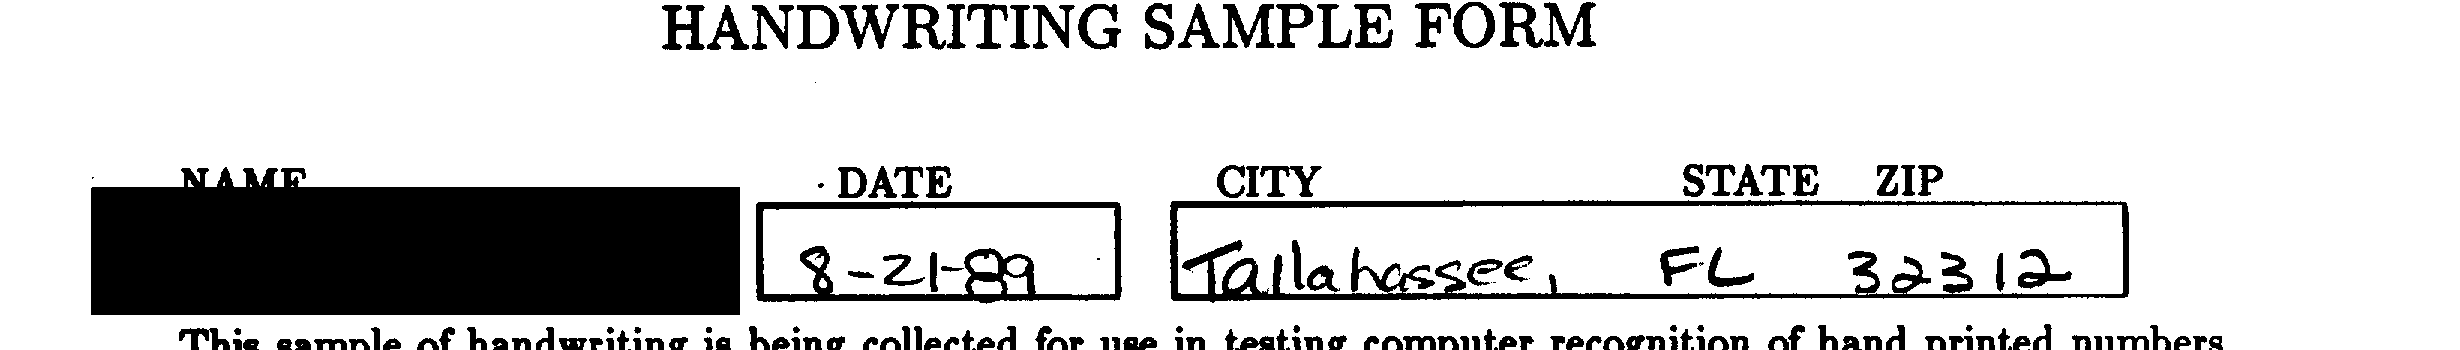 HANDWRITING SAMPLE FORM
NAME DATE CITY STATE ZIP
8-21-89 Tallahassee, FL 32312
This sample of handwriting is being collected for use in testing computer recognition of hand printed numbers